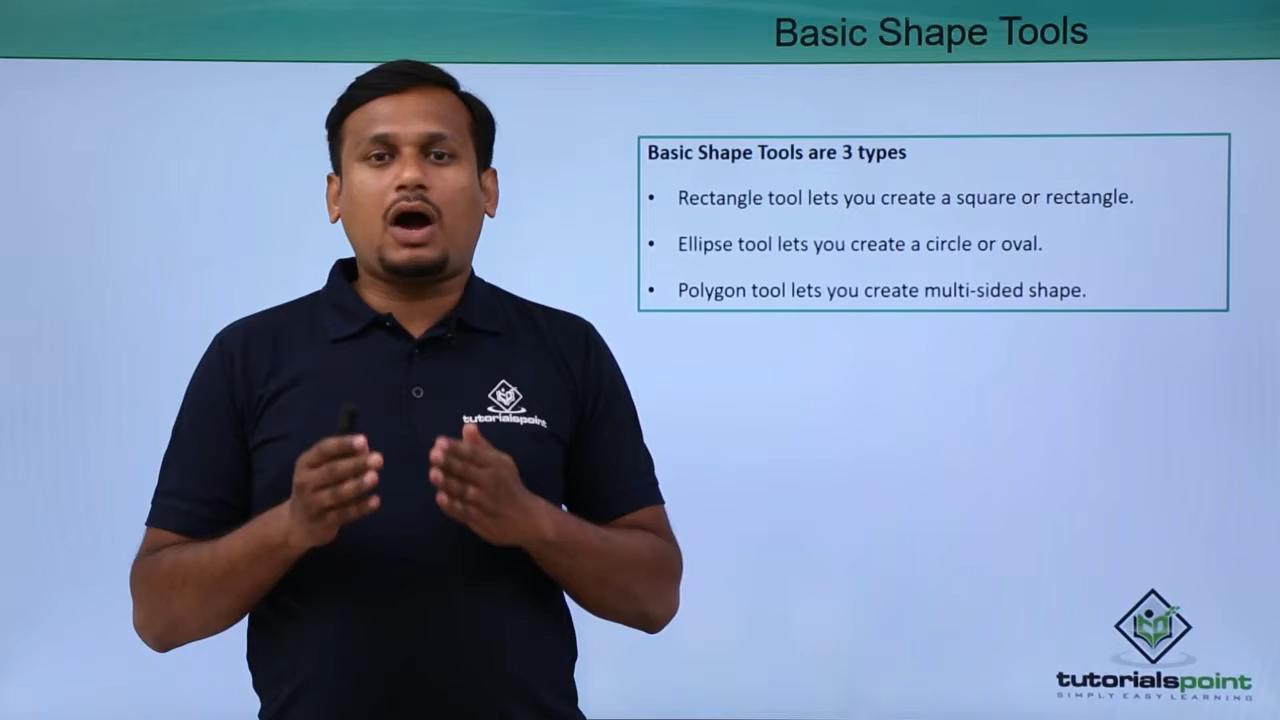 Basic Shape Tools
Basic Shape Tools are 3 types
• Rectangle tool lets you create a square or rectangle.
• Ellipse tool lets you create a circle or oval.
• Polygon tool lets you create multi-sided shape.
tutorialspoint
tutorialspoint
SIMPLY EASY LEARNING